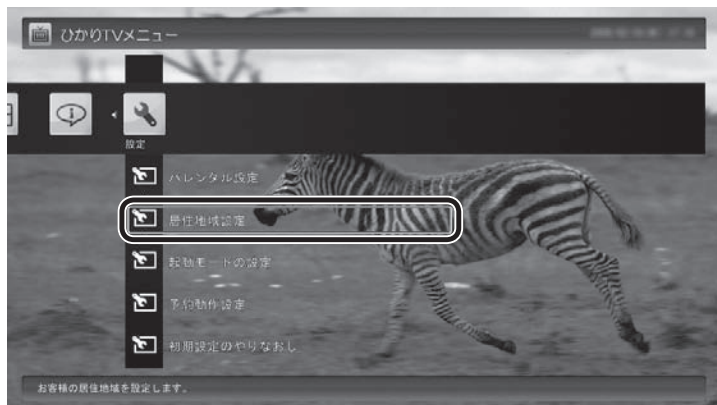 ひかりTVメニュー
設定
パレンタル設定
居住地域設定
起動モードの設定
予約動作設定
初期設定のやりなおし
お客様の居住地域を設定します。